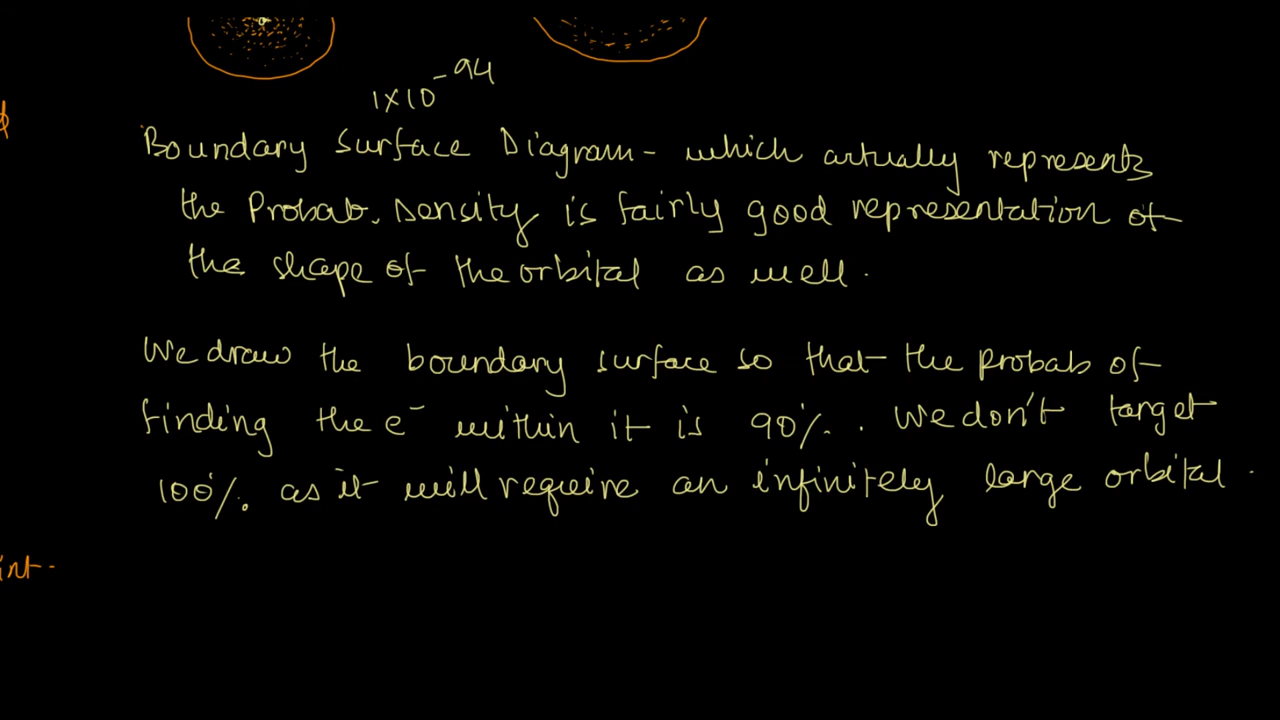 1×10⁻⁹⁴
Boundary Surface Diagram - which actually represents
the Probab. Density is fairly good representation of
the shape of the orbital as well.
We draw the boundary surface so that the probab of
finding the e⁻ within it is 90%. We don't target
100% as it will require an infinitely large orbital.